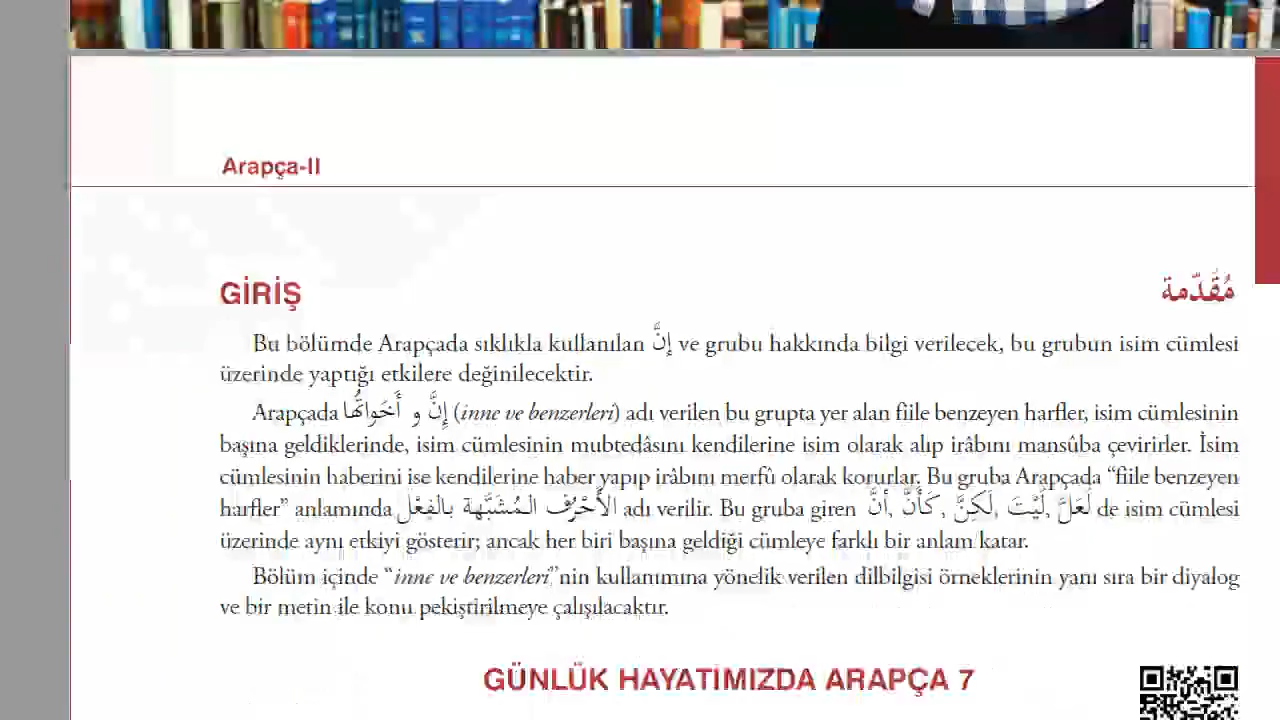 Arapça-II
GİRİŞ مُقَدّمة
Bu bölümde Arapçada sıklıkla kullanılan إنَّ ve grubu hakkında bilgi verilecek, bu grubun isim cümlesi
üzerinde yaptığı etkilere değinilecektir.
Arapçada إنَّ و أَخَواتُها (inne ve benzerleri) adı verilen bu grupta yer alan fiile benzeyen harfler, isim cümlesinin
başına geldiklerinde, isim cümlesinin mubtedâsını kendilerine isim olarak alıp irâbını mansûba çevirirler. İsim
cümlesinin haberini ise kendilerine haber yapıp irâbını merfû olarak korurlar. Bu gruba Arapçada “fiile benzeyen
harfler” anlamında الأَحْرُف الـمُشَبَّهة بالفِعْل adı verilir. Bu gruba giren أنَّ, كَأنَّ, لَكِنَّ, لَيْتَ, لَعَلَّ de isim cümlesi
üzerinde aynı etkiyi gösterir; ancak her biri başına geldiği cümleye farklı bir anlam katar.
Bölüm içinde “inne ve benzerleri”nin kullanımına yönelik verilen dilbilgisi örneklerinin yanı sıra bir diyalog
ve bir metin ile konu pekiştirilmeye çalışılacaktır.
GÜNLÜK HAYATIMIZDA ARAPÇA 7